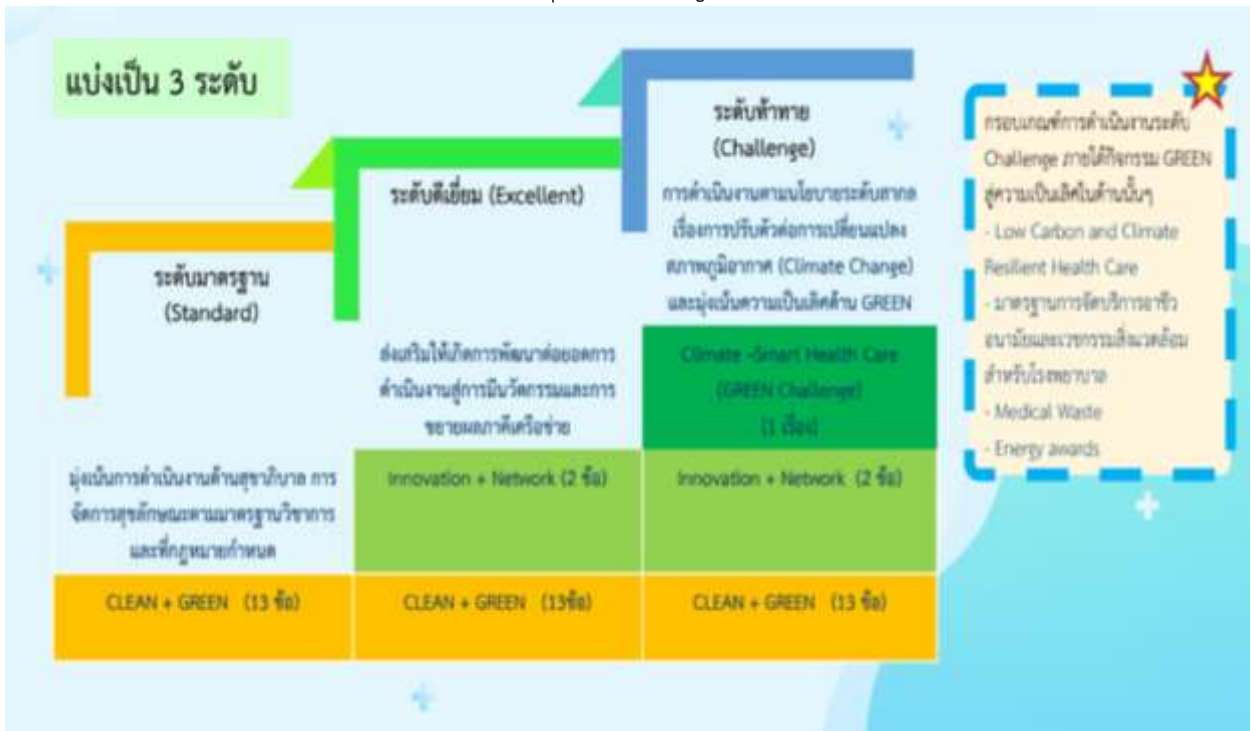 แบ่งเป็น 3 ระดับ
ระดับมาตรฐาน
(Standard)
มุ่งเน้นการดำเนินงานด้านสุขาภิบาล การ
จัดการสุขลักษณะตามมาตรฐานวิชาการ
และที่กฎหมายกำหนด
CLEAN + GREEN (13 ข้อ)
ระดับดีเยี่ยม (Excellent)
ส่งเสริมให้เกิดการพัฒนาต่อยอดการ
ดำเนินงานสู่การมีนวัตกรรมและการ
ขยายผลภาคีเครือข่าย
Innovation + Network (2 ข้อ)
CLEAN + GREEN (13ข้อ)
ระดับท้าทาย
(Challenge)
การดำเนินงานตามนโยบายระดับสากล
เรื่องการปรับตัวต่อการเปลี่ยนแปลง
สภาพภูมิอากาศ (Climate Change)
และมุ่งเน้นความเป็นเลิศด้าน GREEN
Climate -Smart Health Care
(GREEN Challenge)
(1 เรื่อง)
Innovation + Network (2 ข้อ)
CLEAN + GREEN (13 ข้อ)
กรอบเกณฑ์การดำเนินงานระดับ
Challenge ภายใต้กิจกรรม GREEN
สู่ความเป็นเลิศในด้านนั้นๆ
- Low Carbon and Climate
Resilient Health Care
- มาตรฐานการจัดบริการอาชีว
อนามัยและเวชกรรมสิ่งแวดล้อม
สำหรับโรงพยาบาล
- Medical Waste
- Energy awards